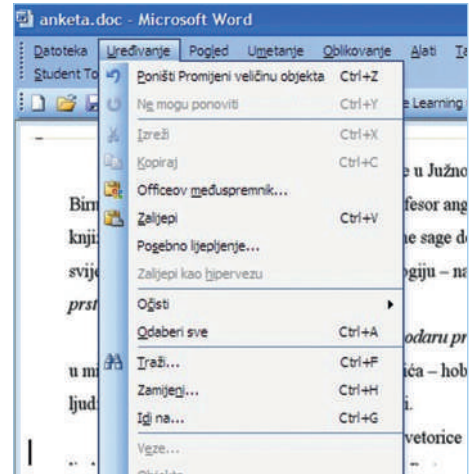 anketa.doc - Microsoft Word
Datoteka Uređivanje Pogled Umetanje Oblikovanje Alati
Student To
Poništi Promijeni veličinu objekta Ctrl+Z
Ne mogu ponoviti Ctrl+Y e Learning
Izreži Ctrl+X
Kopiraj Ctrl+C
e u Južno
Officeov međuspremnik...
Birm fesor ang
Zalijepi Ctrl+V
knji ne sage d
Posebno lijepljenje...
svije giju – na
Zalijepi kao hipervezu
prst
Očisti
Odaberi sve Ctrl+A
odaru pr
Traži... Ctrl+F
u mi ića – hob
Zamijeni... Ctrl+H
ljud i.
Idi na... Ctrl+G
vetorice
Veze...